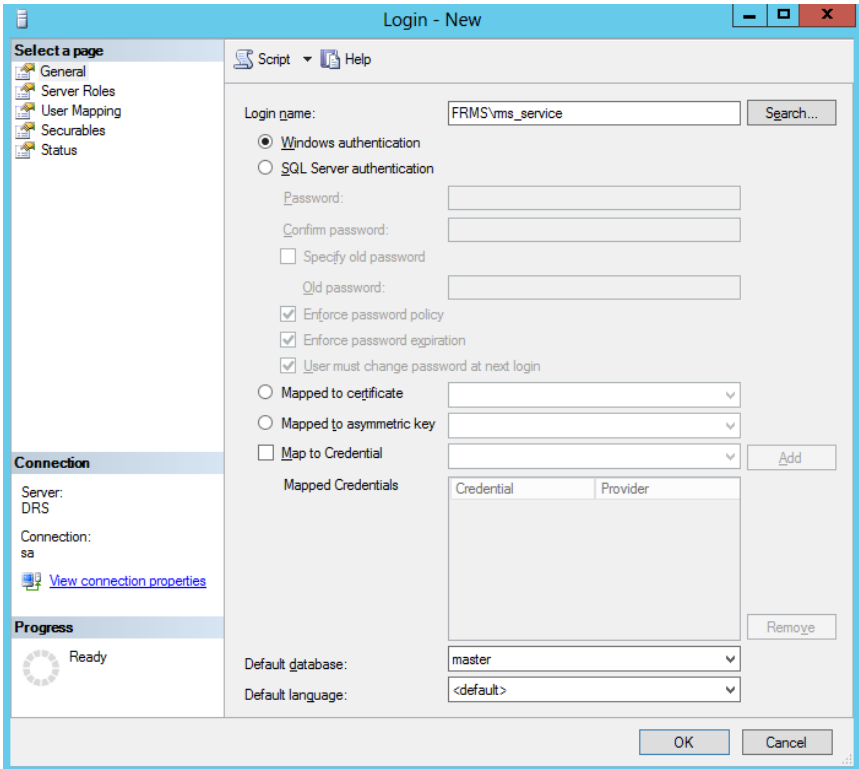 Login - New
Select a page
General
Server Roles
User Mapping
Securables
Status
Script
Help
Login name:
FRMS\rms_service
Search...
Windows authentication
SQL Server authentication
Password:
Confirm password:
Specify old password
Old password:
Enforce password policy
Enforce password expiration
User must change password at next login
Mapped to certificate
Mapped to asymmetric key
Map to Credential
Add
Mapped Credentials
Credential
Provider
Remove
Default database:
master
Default language:
<default>
Connection
Server:
DRS
Connection:
sa
View connection properties
Progress
Ready
OK
Cancel